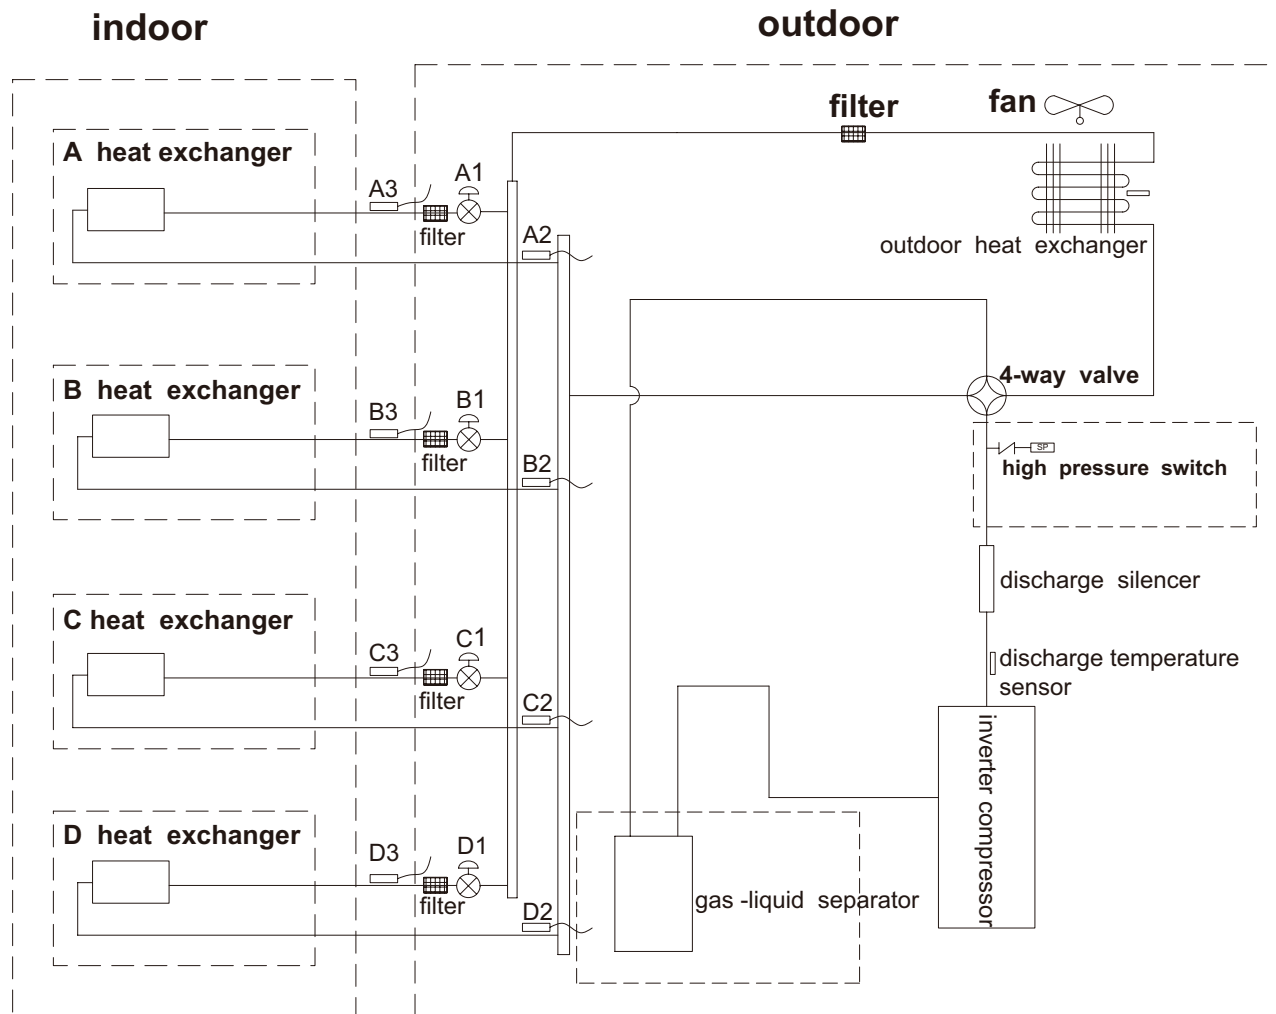 indoor
outdoor
filter
fan
A heat exchanger
A3
A1
filter
A2
outdoor heat exchanger
4-way valve
B heat exchanger
B3
B1
filter
B2
SP
high pressure switch
discharge silencer
C heat exchanger
C3
C1
filter
C2
discharge temperature
sensor
inverter compressor
D heat exchanger
D3
D1
filter
D2
gas -liquid separator